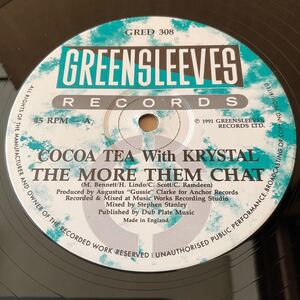 GRED 308
GREENSLEEVES
RECORDS
45 RPM — A
℗ 1991 GREENSLEEVES
RECORDS LTD.
COCOA TEA With KRYSTAL
THE MORE THEM CHAT
(M. Bennett/H. Lindo/C. Scott/C. Ramdeen)
Produced by Augustus "Gussie" Clarke for Anchor Records
Recorded & Mixed at Music Works Recording Studio
Mixed by Stephen Stanley
Published by Dub Plate Music
Made in England
ALL RIGHTS OF THE MANUFACTURER AND OWNER OF THE RECORDED WORK RESERVED / UNAUTHORISED PUBLIC PERFORMANCE